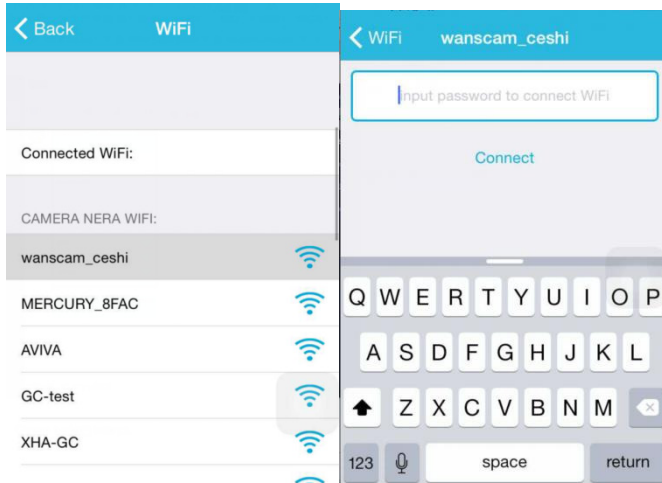 Back WiFi
Connected WiFi:
CAMERA NERA WIFI:
wanscam_ceshi
MERCURY_8FAC
AVIVA
GC-test
XHA-GC
WiFi wanscam_ceshi
input password to connect WiFi
Connect
Q W E R T Y U I O P
A S D F G H J K L
Z X C V B N M
123 space return